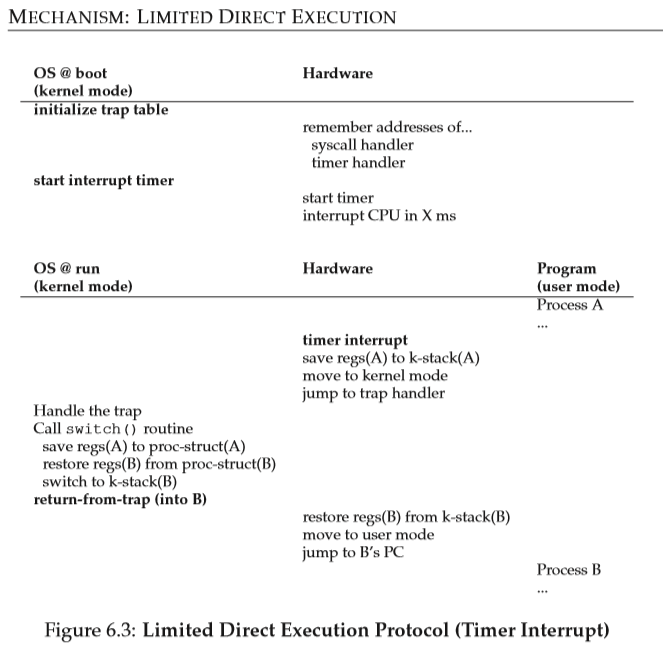 MECHANISM: LIMITED DIRECT EXECUTION
OS @ boot Hardware
(kernel mode)
initialize trap table
remember addresses of...
syscall handler
timer handler
start interrupt timer
start timer
interrupt CPU in X ms
OS @ run Hardware Program
(kernel mode) (user mode)
Process A
...
timer interrupt
save regs(A) to k-stack(A)
move to kernel mode
jump to trap handler
Handle the trap
Call switch() routine
save regs(A) to proc-struct(A)
restore regs(B) from proc-struct(B)
switch to k-stack(B)
return-from-trap (into B)
restore regs(B) from k-stack(B)
move to user mode
jump to B's PC
Process B
...
Figure 6.3: Limited Direct Execution Protocol (Timer Interrupt)